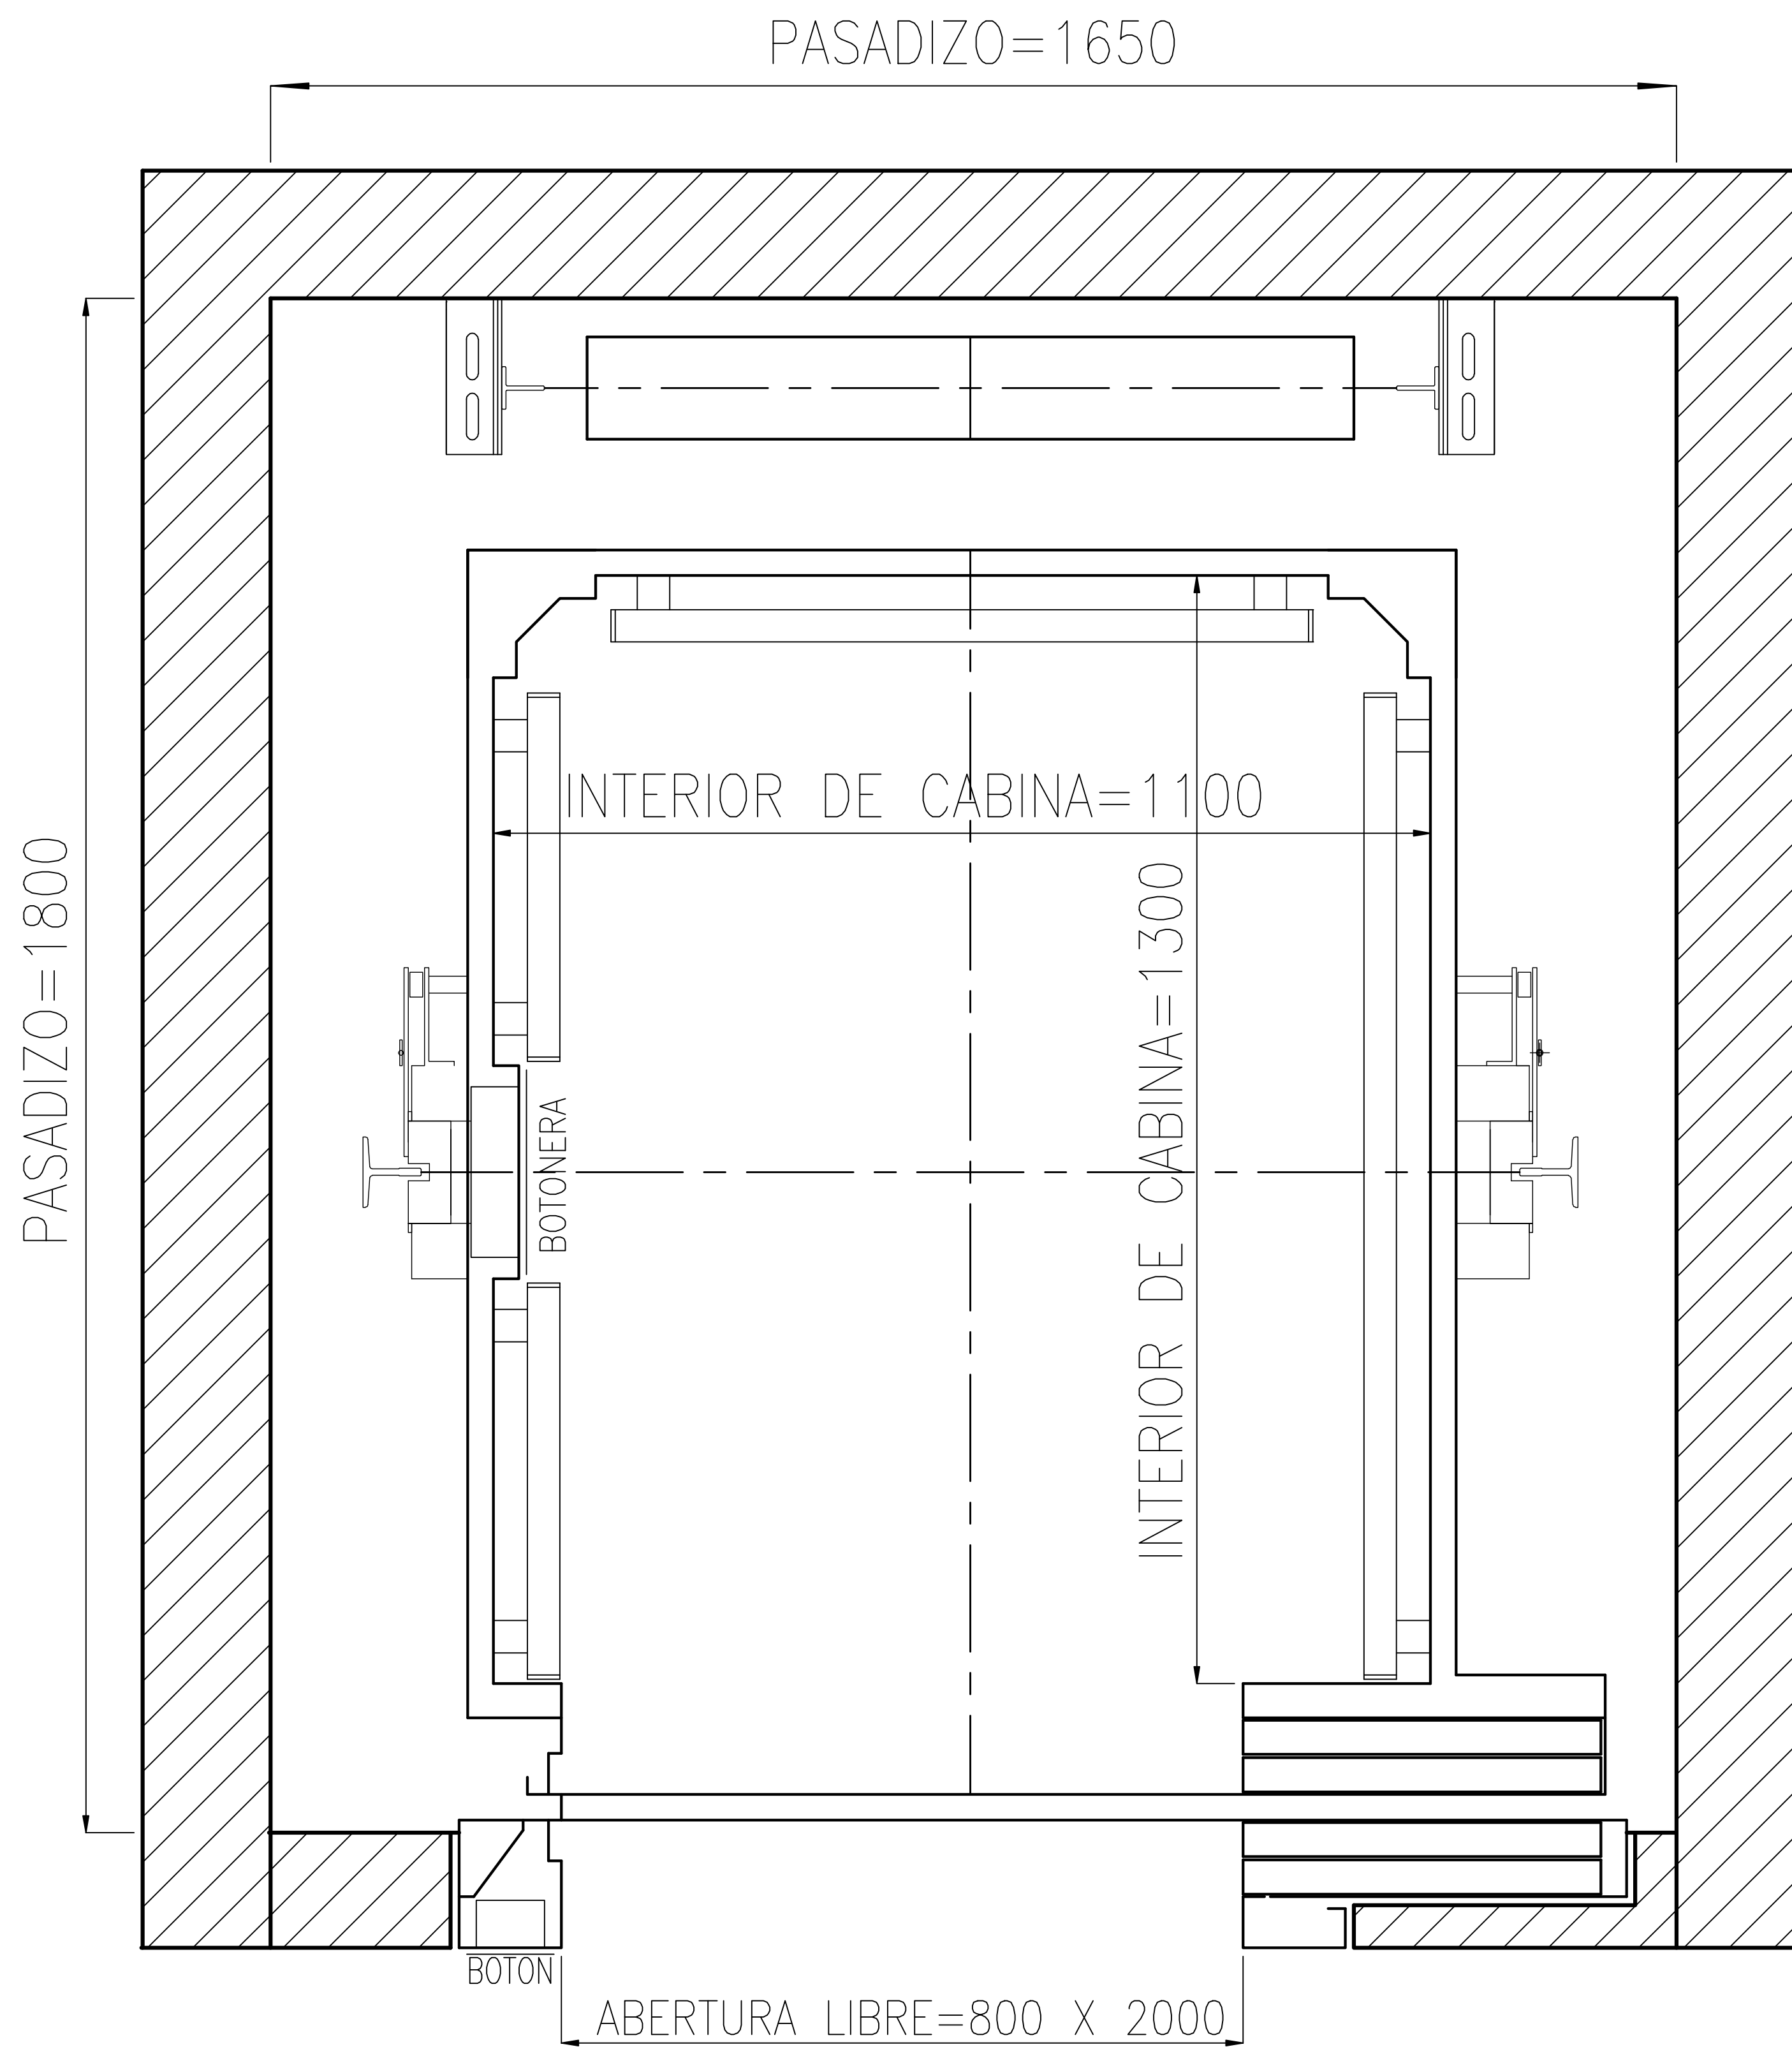 PASADIZO=1650
INTERIOR DE CABINA=1100
PASADIZO=1800
INTERIOR DE CABINA=1300
BOTONERA
BOTON
ABERTURA LIBRE=800 X 2000